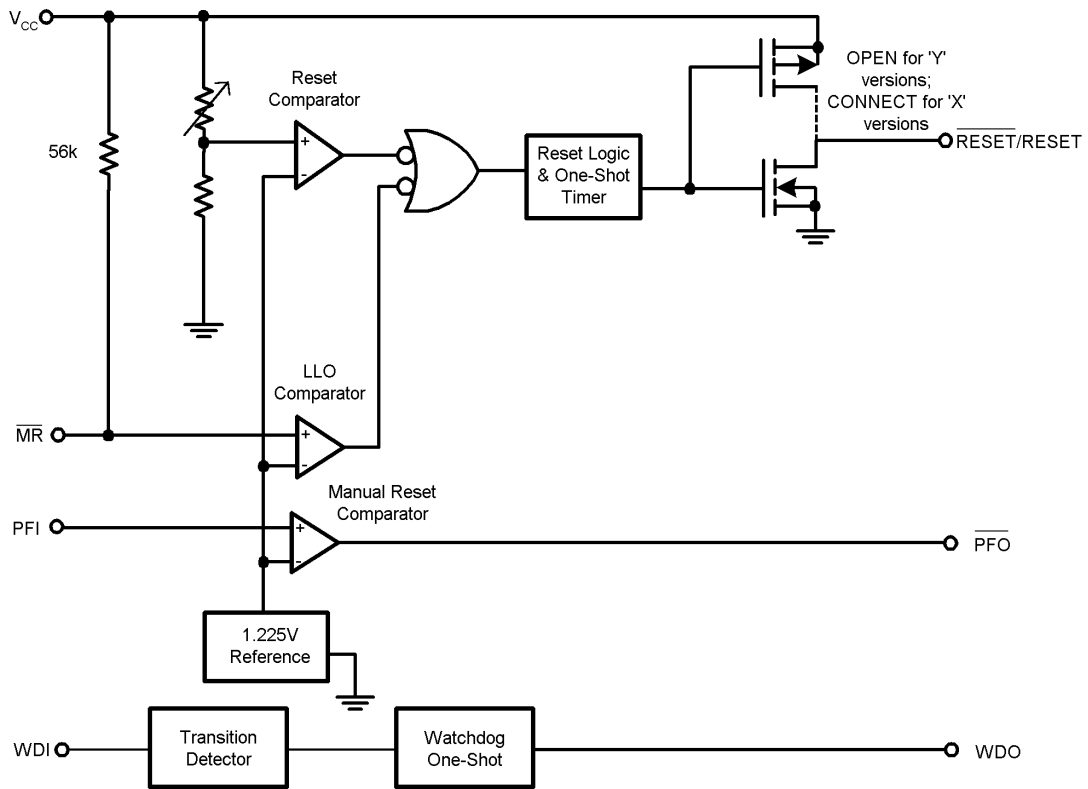 VCC
56k
Reset
Comparator
+
-
Reset Logic
& One-Shot
Timer
OPEN for 'Y'
versions;
CONNECT for 'X'
versions
RESET/RESET
LLO
Comparator
MR
+
-
Manual Reset
Comparator
PFI
+
-
PFO
1.225V
Reference
WDI
Transition
Detector
Watchdog
One-Shot
WDO